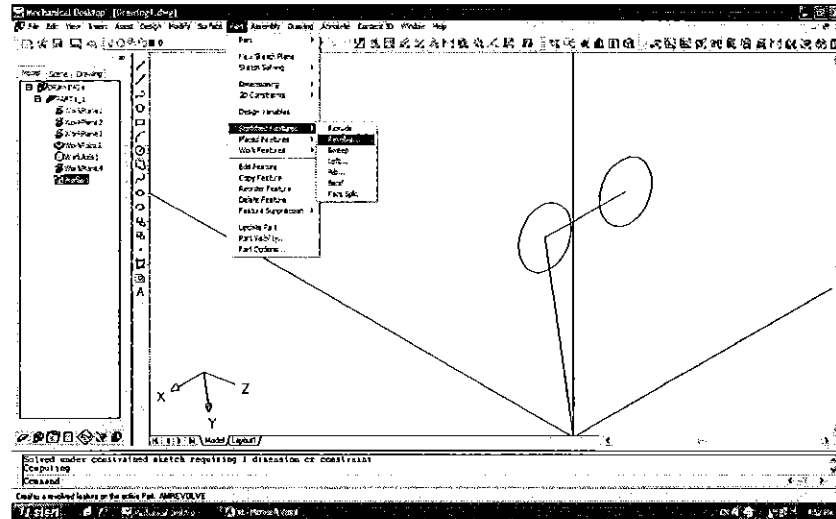 Mechanical Desktop - [Drawing1.dwg]
File Edit View Insert Assist Design Modify Surface Part Assembly Drawing Annotate Content 3D Window Help
Model Scene Drawing
PART1_1
WorkPlane1
WorkPlane2
WorkPlane3
WorkPoint1
WorkAxis1
WorkPlane4
Part
New Sketch Plane
Sketch Solving
Dimensioning
2D Constraints
Design Variables
Sketched Features
Placed Features
Work Features
Edit Feature
Copy Feature
Reorder Feature
Delete Feature
Feature Suppression
Update Part
Part Visibility...
Part Options...
Extrude
Revolve...
Sweep
Loft...
Rib...
Bend
Face Split
X
Y
Z
Model Layout1
Solved under constrained sketch requiring 1 dimension or constraint
Computing
Command
Creates a revolved feature on the active Part. AMREVOLVE